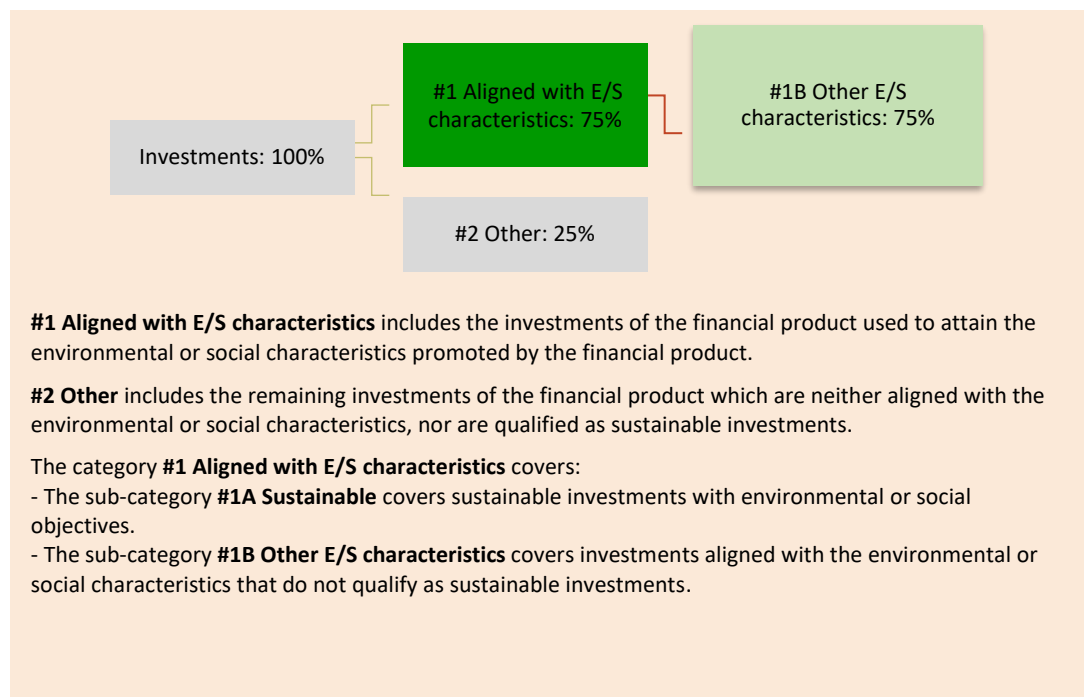 #1 Aligned with E/S
characteristics: 75%
#1B Other E/S
characteristics: 75%
Investments: 100%
#2 Other: 25%
#1 Aligned with E/S characteristics includes the investments of the financial product used to attain the
environmental or social characteristics promoted by the financial product.
#2 Other includes the remaining investments of the financial product which are neither aligned with the
environmental or social characteristics, nor are qualified as sustainable investments.
The category #1 Aligned with E/S characteristics covers:
- The sub-category #1A Sustainable covers sustainable investments with environmental or social
objectives.
- The sub-category #1B Other E/S characteristics covers investments aligned with the environmental or
social characteristics that do not qualify as sustainable investments.